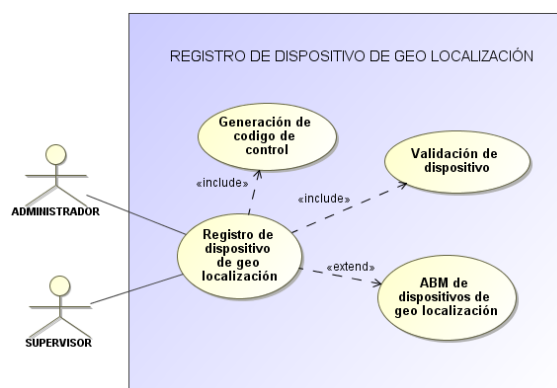 REGISTRO DE DISPOSITIVO DE GEO LOCALIZACIÓN
Generación de
codigo de
control
Validación de
dispositivo
«include»
«include»
ADMINISTRADOR
Registro de
dispositivo
de geo
localización
«extend»
ABM de
dispositivos de
geo localización
SUPERVISOR